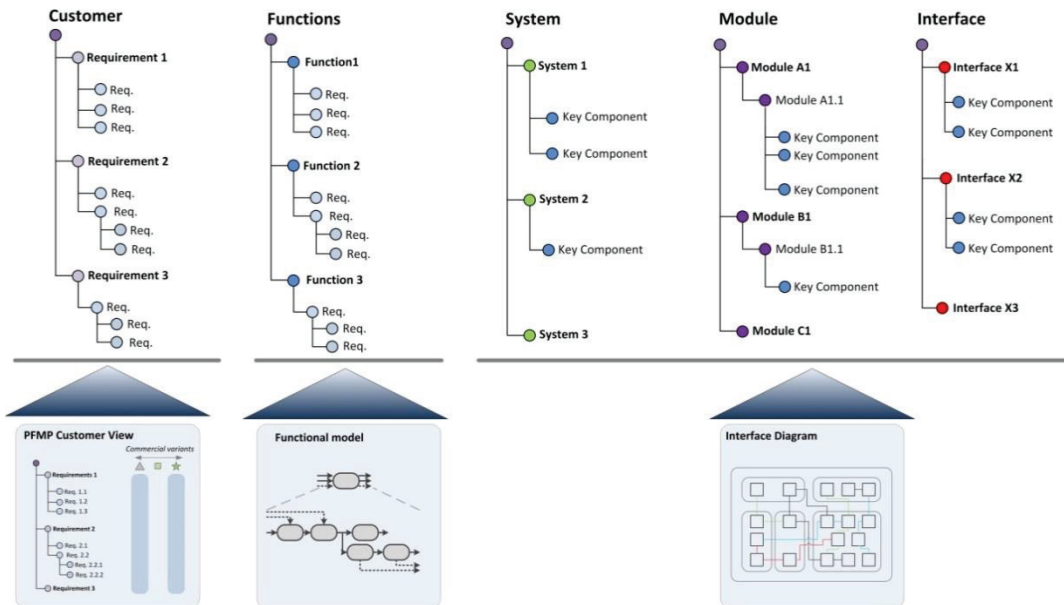 Customer
Requirement 1
Req.
Req.
Req.
Requirement 2
Req.
Req.
Req.
Req.
Requirement 3
Req.
Req.
Req.
Functions
Function1
Req.
Req.
Req.
Function 2
Req.
Req.
Req.
Req.
Function 3
Req.
Req.
Req.
System
System 1
Key Component
Key Component
System 2
Key Component
System 3
Module
Module A1
Module A1.1
Key Component
Key Component
Key Component
Module B1
Module B1.1
Key Component
Module C1
Interface
Interface X1
Key Component
Key Component
Interface X2
Key Component
Key Component
Interface X3
PFMP Customer View
Commercial variants
Requirements 1
Req. 1.1
Req. 1.2
Req. 1.3
Requirement 2
Req. 2.1
Req. 2.2
Req. 2.2.1
Req. 2.2.2
Requirement 3
Functional model
Interface Diagram